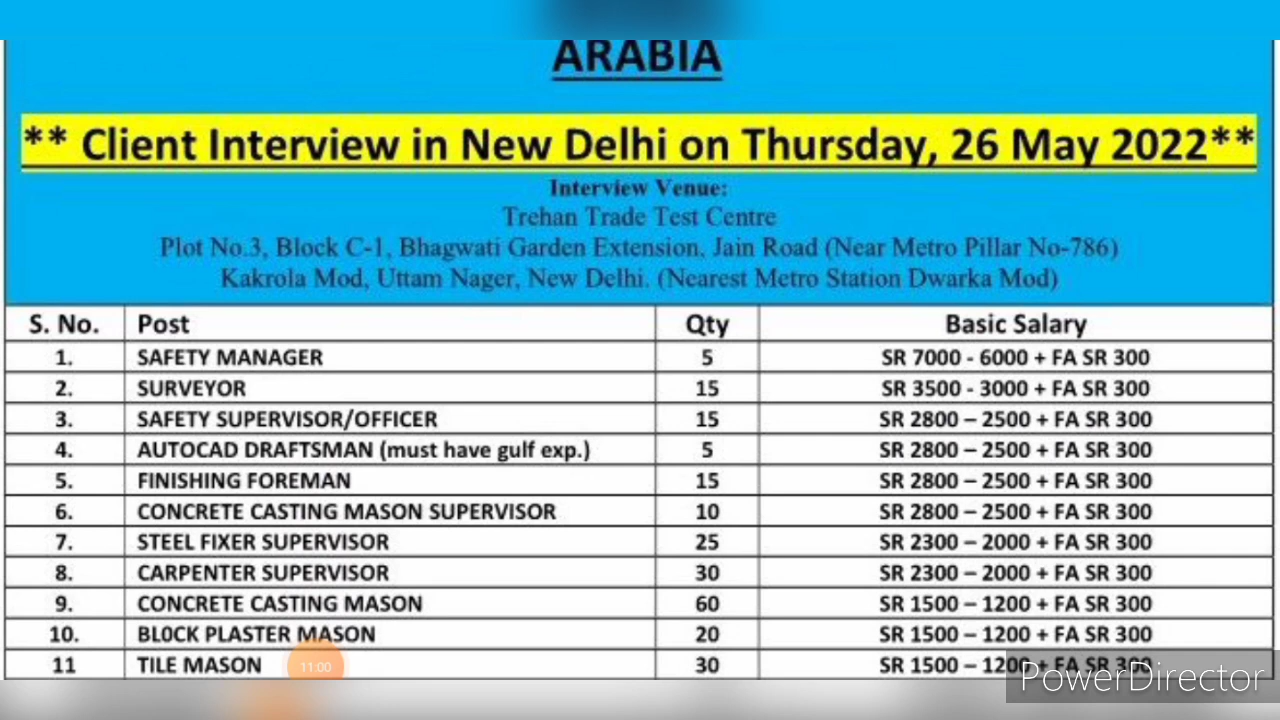 ARABIA
** Client Interview in New Delhi on Thursday, 26 May 2022**
Interview Venue:
Trehan Trade Test Centre
Plot No.3, Block C-1, Bhagwati Garden Extension, Jain Road (Near Metro Pillar No-786)
Kakrola Mod, Uttam Nager, New Delhi. (Nearest Metro Station Dwarka Mod)
S. No. Post Qty Basic Salary
1. SAFETY MANAGER 5 SR 7000 - 6000 + FA SR 300
2. SURVEYOR 15 SR 3500 - 3000 + FA SR 300
3. SAFETY SUPERVISOR/OFFICER 15 SR 2800 – 2500 + FA SR 300
4. AUTOCAD DRAFTSMAN (must have gulf exp.) 5 SR 2800 – 2500 + FA SR 300
5. FINISHING FOREMAN 15 SR 2800 – 2500 + FA SR 300
6. CONCRETE CASTING MASON SUPERVISOR 10 SR 2800 – 2500 + FA SR 300
7. STEEL FIXER SUPERVISOR 25 SR 2300 – 2000 + FA SR 300
8. CARPENTER SUPERVISOR 30 SR 2300 – 2000 + FA SR 300
9. CONCRETE CASTING MASON 60 SR 1500 – 1200 + FA SR 300
10. BL0CK PLASTER MASON 20 SR 1500 – 1200 + FA SR 300
11 TILE MASON 30 SR 1500 – 1200 + FA SR 300
11:00
PowerDirector